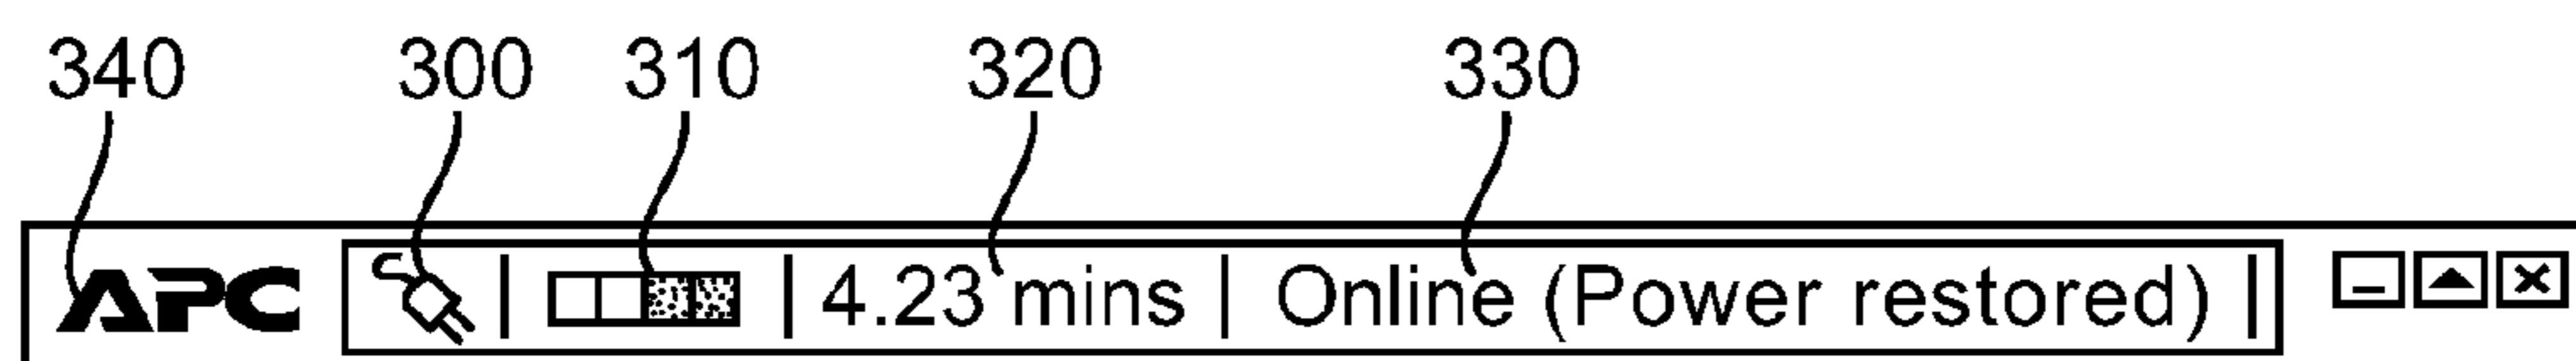 340 300 310 320 330
APC | | 4.23 mins | Online (Power restored) |